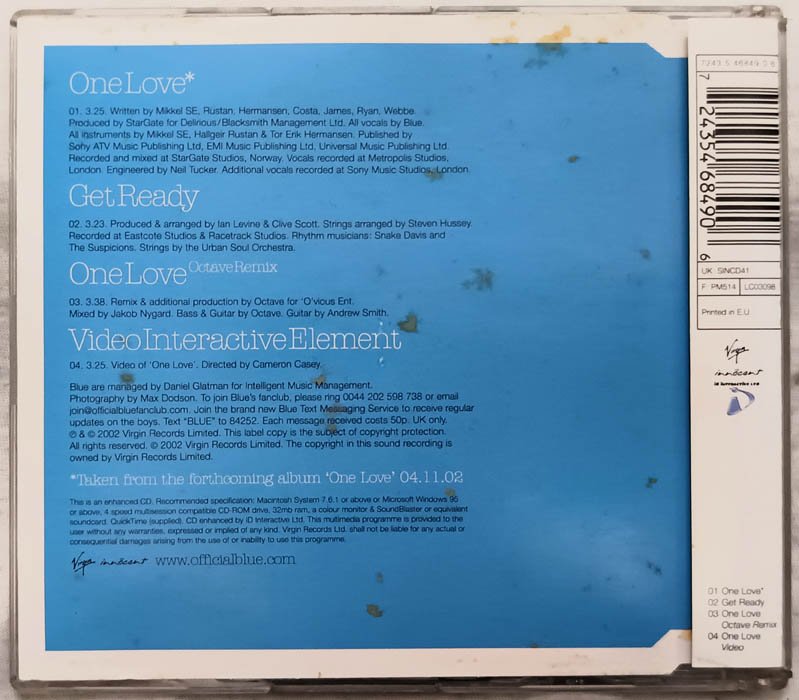 One Love*
01. 3.25. Written by Mikkel SE, Rustan, Hermansen, Costa, James, Ryan, Webbe.
Produced by StarGate for Delirious/Blacksmith Management Ltd. All vocals by Blue.
All instruments by Mikkel SE, Hallgeir Rustan & Tor Erik Hermansen. Published by
Sony ATV Music Publishing Ltd, EMI Music Publishing Ltd, Universal Music Publishing Ltd.
Recorded and mixed at StarGate Studios, Norway. Vocals recorded at Metropolis Studios,
London. Engineered by Neil Tucker. Additional vocals recorded at Sony Music Studios, London.
Get Ready
02. 3.23. Produced & arranged by Ian Levine & Clive Scott. Strings arranged by Steven Hussey.
Recorded at Eastcote Studios & Racetrack Studios. Rhythm musicians: Snake Davis and
The Suspicions. Strings by the Urban Soul Orchestra.
One Love Octave Remix
03. 3.38. Remix & additional production by Octave for 'O'vious Ent.
Mixed by Jakob Nygard. Bass & Guitar by Octave. Guitar by Andrew Smith.
Video Interactive Element
04. 3.25. Video of 'One Love'. Directed by Cameron Casey.
Blue are managed by Daniel Glatman for Intelligent Music Management.
Photography by Max Dodson. To join Blue's fanclub, please ring 0044 202 598 738 or email
join@officialbluefanclub.com. Join the brand new Blue Text Messaging Service to receive regular
updates on the boys. Text "BLUE" to 84252. Each message received costs 50p. UK only.
℗ & © 2002 Virgin Records Limited. This label copy is the subject of copyright protection.
All rights reserved. © 2002 Virgin Records Limited. The copyright in this sound recording is
owned by Virgin Records Limited.
*Taken from the forthcoming album 'One Love' 04.11.02
This is an enhanced CD. Recommended specification: Macintosh System 7.6.1 or above or Microsoft Windows 95
or above, 4 speed multisession compatible CD-ROM drive, 32mb ram, a colour monitor & SoundBlaster or equivalent
soundcard. QuickTime (supplied). CD enhanced by ID Interactive Ltd. This multimedia programme is provided to the
user without any warranties, expressed or implied of any kind. Virgin Records Ltd. shall not be liable for any actual or
consequential damages arising from the use of or inability to use this programme.
Virgin innocent www.officialblue.com
7243 5 46849 0 6
7 24354 68490 6
UK: SINCD41
F: PM514 LC03098
Printed in E.U.
Virgin
innocent
id interactive ltd
01 One Love*
02 Get Ready
03 One Love
Octave Remix
04 One Love
Video